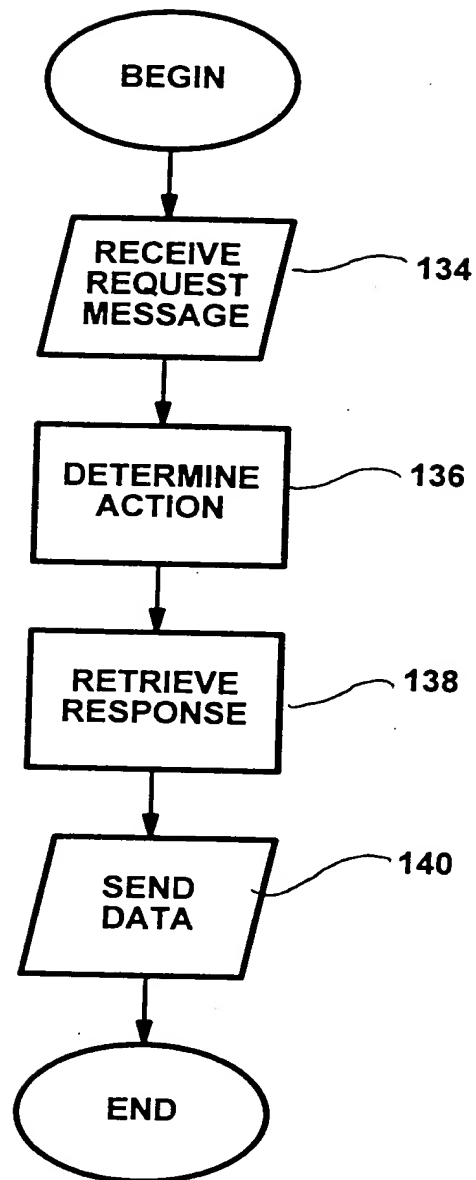 BEGIN
RECEIVE
REQUEST
MESSAGE
134
DETERMINE
ACTION
136
RETRIEVE
RESPONSE
138
SEND
DATA
140
END